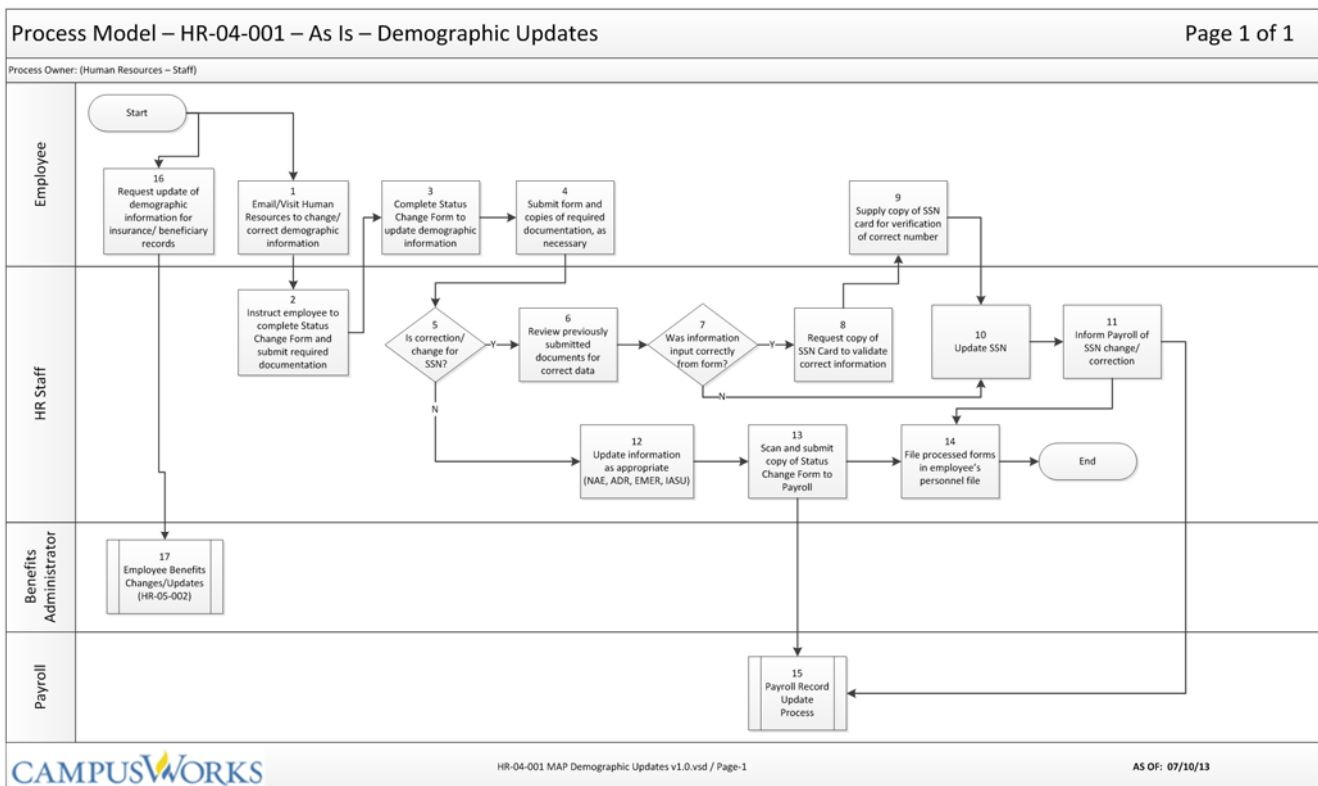 Process Model – HR-04-001 – As Is – Demographic Updates
Page 1 of 1
Process Owner: (Human Resources – Staff)
Employee
Start
16
Request update of
demographic
information for
insurance/ beneficiary
records
1
Email/Visit Human
Resources to change/
correct demographic
information
3
Complete Status
Change Form to
update demographic
information
4
Submit form and
copies of required
documentation, as
necessary
9
Supply copy of SSN
card for verification
of correct number
HR Staff
2
Instruct employee to
complete Status
Change Form and
submit required
documentation
5
Is correction/
change for
SSN?
Y
N
6
Review previously
submitted
documents for
correct data
7
Was information
input correctly
from form?
Y
N
8
Request copy of
SSN Card to validate
correct information
10
Update SSN
11
Inform Payroll of
SSN change/
correction
12
Update information
as appropriate
(NAE, ADR, EMER, IASU)
13
Scan and submit
copy of Status
Change Form to
Payroll
14
File processed forms
in employee's
personnel file
End
Benefits
Administrator
17
Employee Benefits
Changes/Updates
(HR-05-002)
Payroll
15
Payroll Record
Update
Process
CAMPUSWORKS
HR-04-001 MAP Demographic Updates v1.0.vsd / Page-1
AS OF: 07/10/13